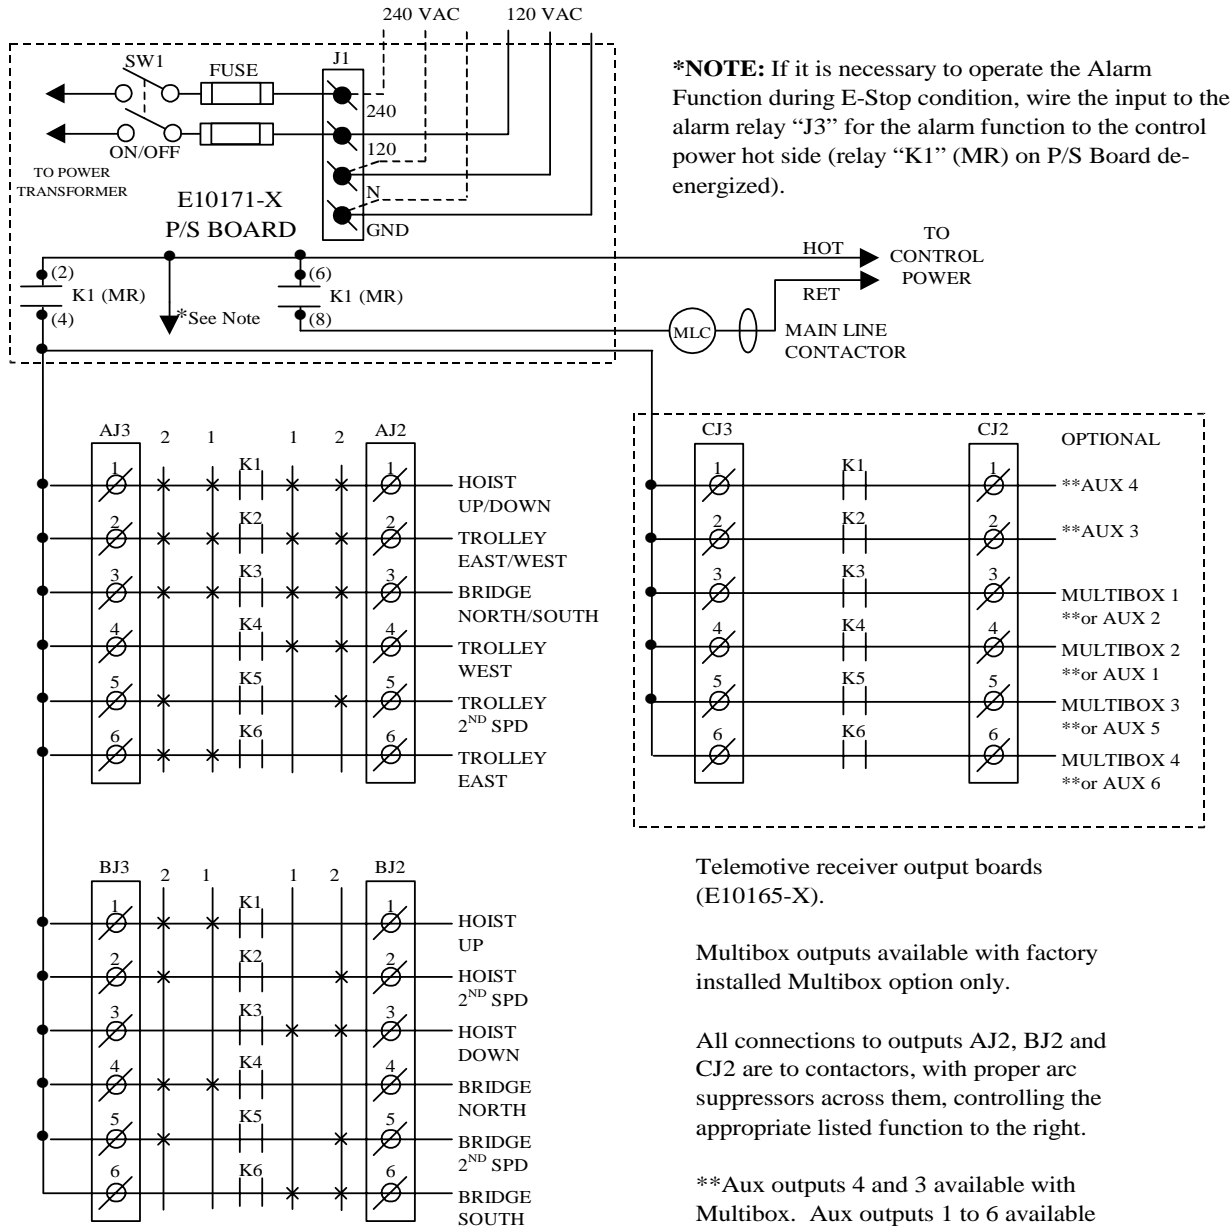 240 VAC 120 VAC
SW1 FUSE J1
240
120
N
GND
ON/OFF
TO POWER
TRANSFORMER
E10171-X
P/S BOARD
*NOTE: If it is necessary to operate the Alarm
Function during E-Stop condition, wire the input to the
alarm relay “J3” for the alarm function to the control
power hot side (relay “K1” (MR) on P/S Board de-
energized).
(2) (6)
K1 (MR) K1 (MR)
(4) *See Note (8)
HOT
RET
TO
CONTROL
POWER
MLC
MAIN LINE
CONTACTOR
AJ3 2 1 1 2 AJ2
1 K1 1 HOIST
UP/DOWN
2 K2 2 TROLLEY
EAST/WEST
3 K3 3 BRIDGE
NORTH/SOUTH
4 K4 4 TROLLEY
WEST
5 K5 5 TROLLEY
2ND SPD
6 K6 6 TROLLEY
EAST
CJ3 CJ2 OPTIONAL
1 K1 1 **AUX 4
2 K2 2 **AUX 3
3 K3 3 MULTIBOX 1
**or AUX 2
4 K4 4 MULTIBOX 2
**or AUX 1
5 K5 5 MULTIBOX 3
**or AUX 5
6 K6 6 MULTIBOX 4
**or AUX 6
BJ3 2 1 1 2 BJ2
1 K1 1 HOIST
UP
2 K2 2 HOIST
2ND SPD
3 K3 3 HOIST
DOWN
4 K4 4 BRIDGE
NORTH
5 K5 5 BRIDGE
2ND SPD
6 K6 6 BRIDGE
SOUTH
Telemotive receiver output boards
(E10165-X).
Multibox outputs available with factory
installed Multibox option only.
All connections to outputs AJ2, BJ2 and
CJ2 are to contactors, with proper arc
suppressors across them, controlling the
appropriate listed function to the right.
**Aux outputs 4 and 3 available with
Multibox.  Aux outputs 1 to 6 available